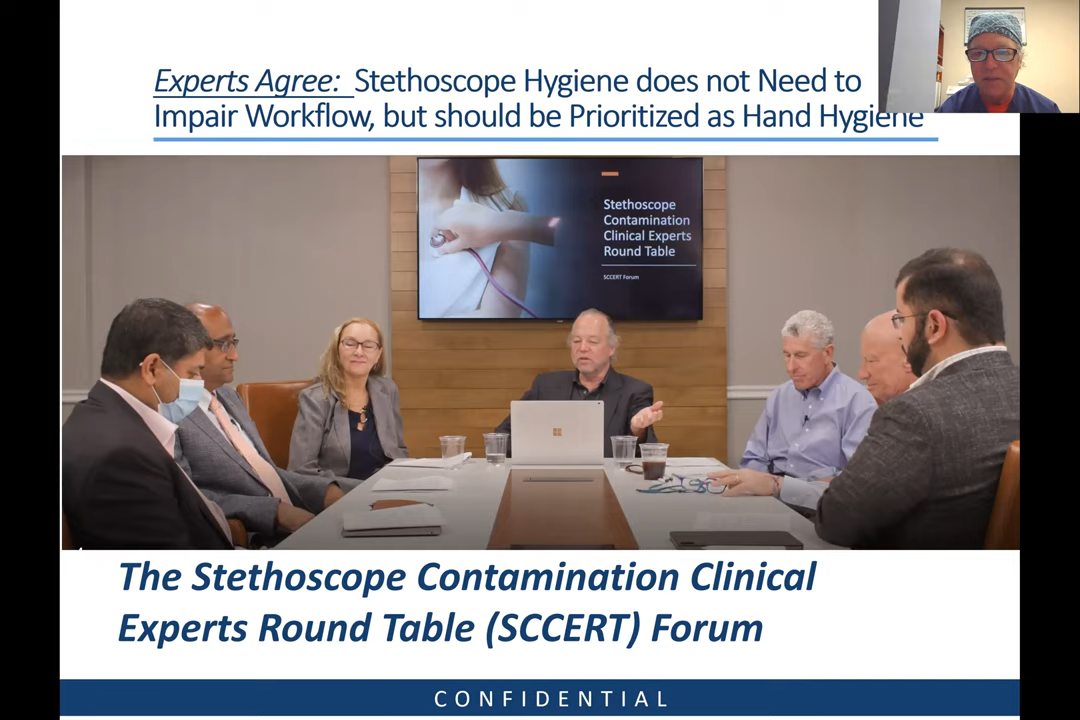 Experts Agree: Stethoscope Hygiene does not Need to
Impair Workflow, but should be Prioritized as Hand Hygiene
Stethoscope
Contamination
Clinical Experts
Round Table
SCCERT Forum
The Stethoscope Contamination Clinical
Experts Round Table (SCCERT) Forum
CONFIDENTIAL